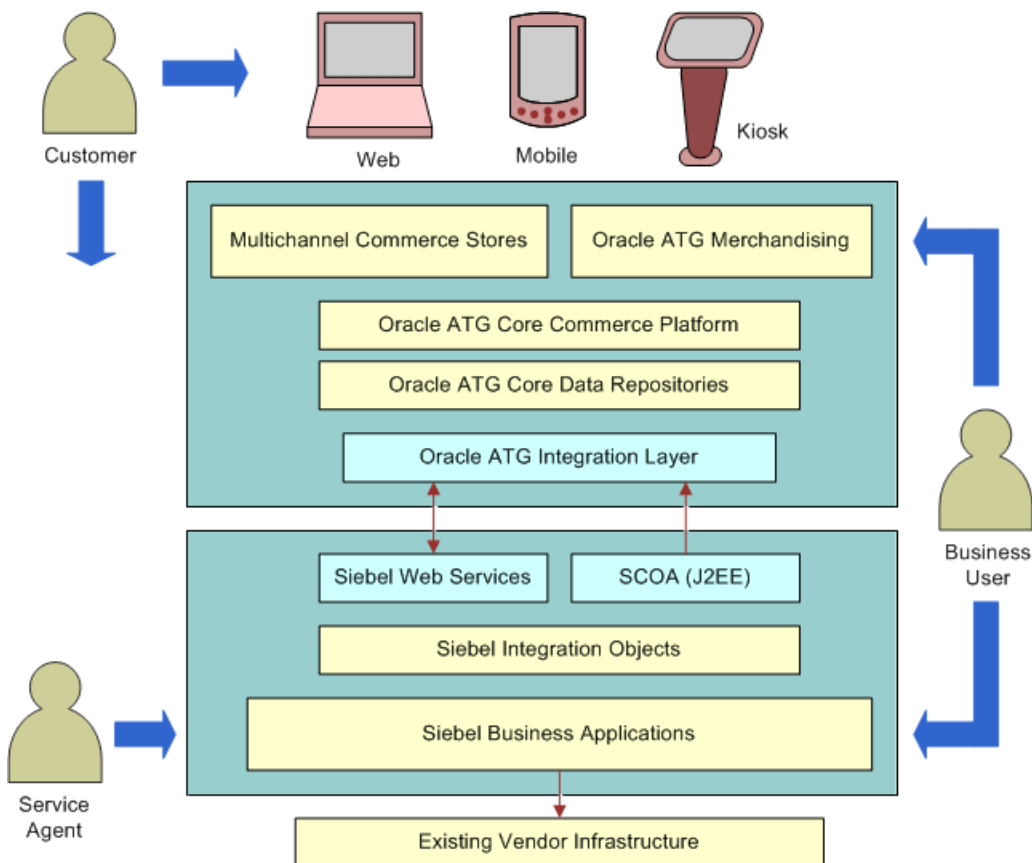 Customer
Web
Mobile
Kiosk
Multichannel Commerce Stores
Oracle ATG Merchandising
Oracle ATG Core Commerce Platform
Oracle ATG Core Data Repositories
Oracle ATG Integration Layer
Business
User
Siebel Web Services
SCOA (J2EE)
Siebel Integration Objects
Siebel Business Applications
Service
Agent
Existing Vendor Infrastructure